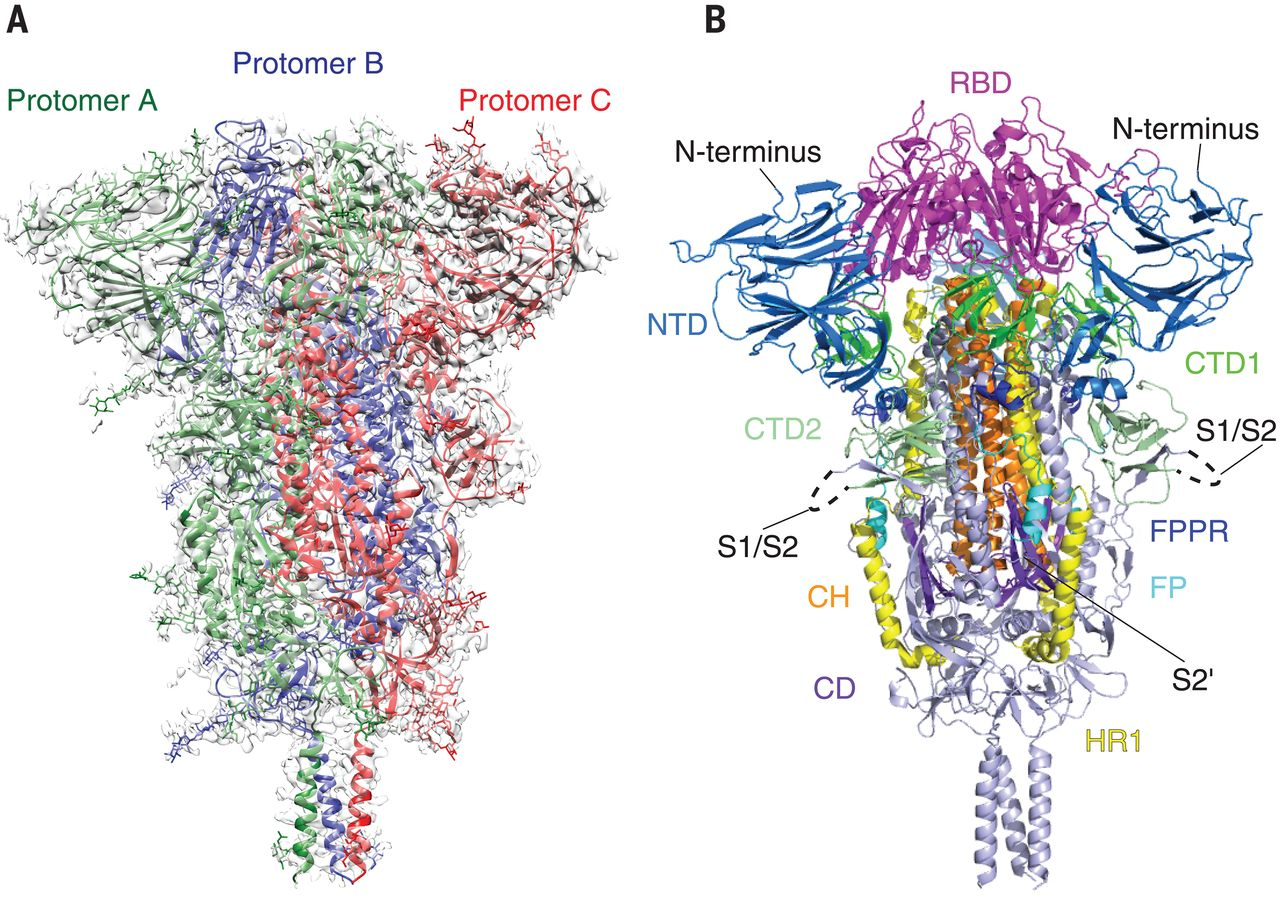 A
Protomer A
Protomer B
Protomer C
B
RBD
N-terminus
N-terminus
NTD
CTD1
CTD2
S1/S2
S1/S2
FPPR
CH
FP
CD
S2'
HR1